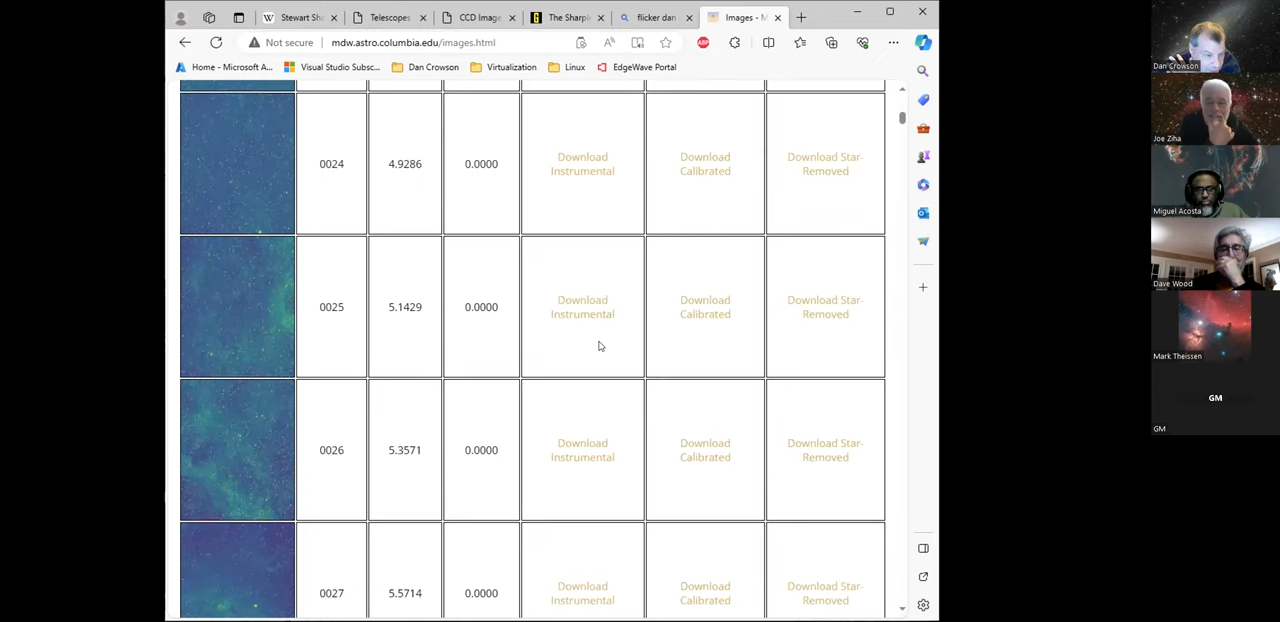 Stewart Sha
Telescopes
CCD Image
The Sharple
flicker dan
Images - M
Not secure
mdw.astro.columbia.edu/images.html
Home - Microsoft A...
Visual Studio Subsc...
Dan Crowson
Virtualization
Linux
EdgeWave Portal
0024
4.9286
0.0000
Download
Instrumental
Download
Calibrated
Download Star-
Removed
0025
5.1429
0.0000
Download
Instrumental
Download
Calibrated
Download Star-
Removed
0026
5.3571
0.0000
Download
Instrumental
Download
Calibrated
Download Star-
Removed
0027
5.5714
0.0000
Download
Instrumental
Download
Calibrated
Download Star-
Removed
Dan Crowson
Joe Ziha
Miguel Acosta
Dave Wood
Mark Theissen
GM
GM